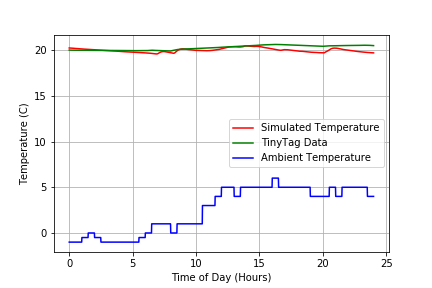 20
15
10
5
0
Temperature (C)
Simulated Temperature
TinyTag Data
Ambient Temperature
0
5
10
15
20
25
Time of Day (Hours)